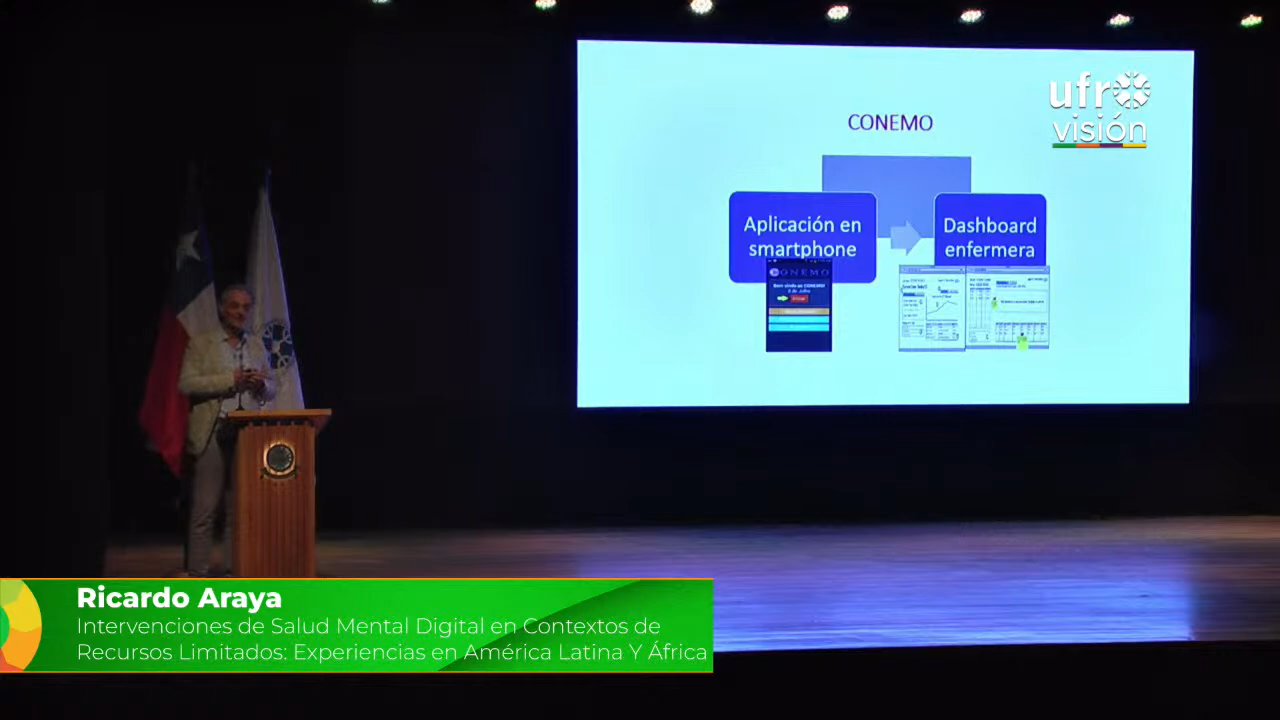 ufro
visión
CONEMO
Aplicación en
smartphone
Dashboard
enfermera
CONEMO
Ricardo Araya
Intervenciones de Salud Mental Digital en Contextos de
Recursos Limitados: Experiencias en América Latina Y África